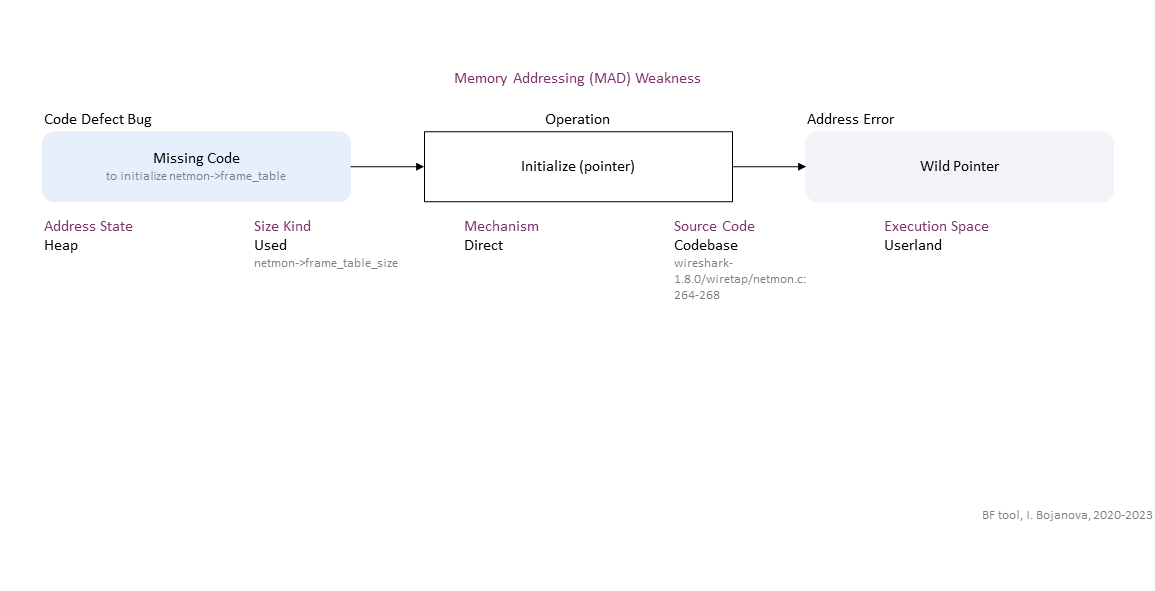 Memory Addressing (MAD) Weakness
Code Defect Bug
Operation
Address Error
Missing Code
to initialize netmon->frame_table
Initialize (pointer)
Wild Pointer
Address State
Heap
Size Kind
Used
netmon->frame_table_size
Mechanism
Direct
Source Code
Codebase
wireshark-
1.8.0/wiretap/netmon.c:
264-268
Execution Space
Userland
BF tool, I. Bojanova, 2020-2023